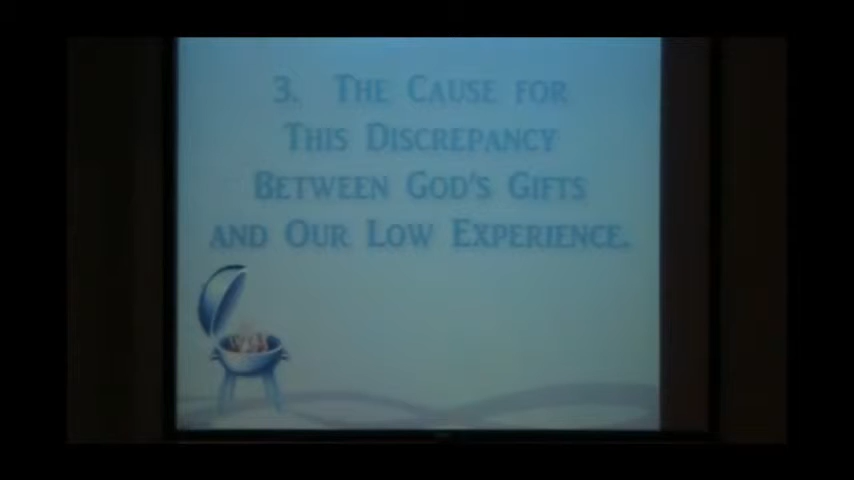 3. The Cause for
This Discrepancy
Between God's Gifts
and Our Low Experience.